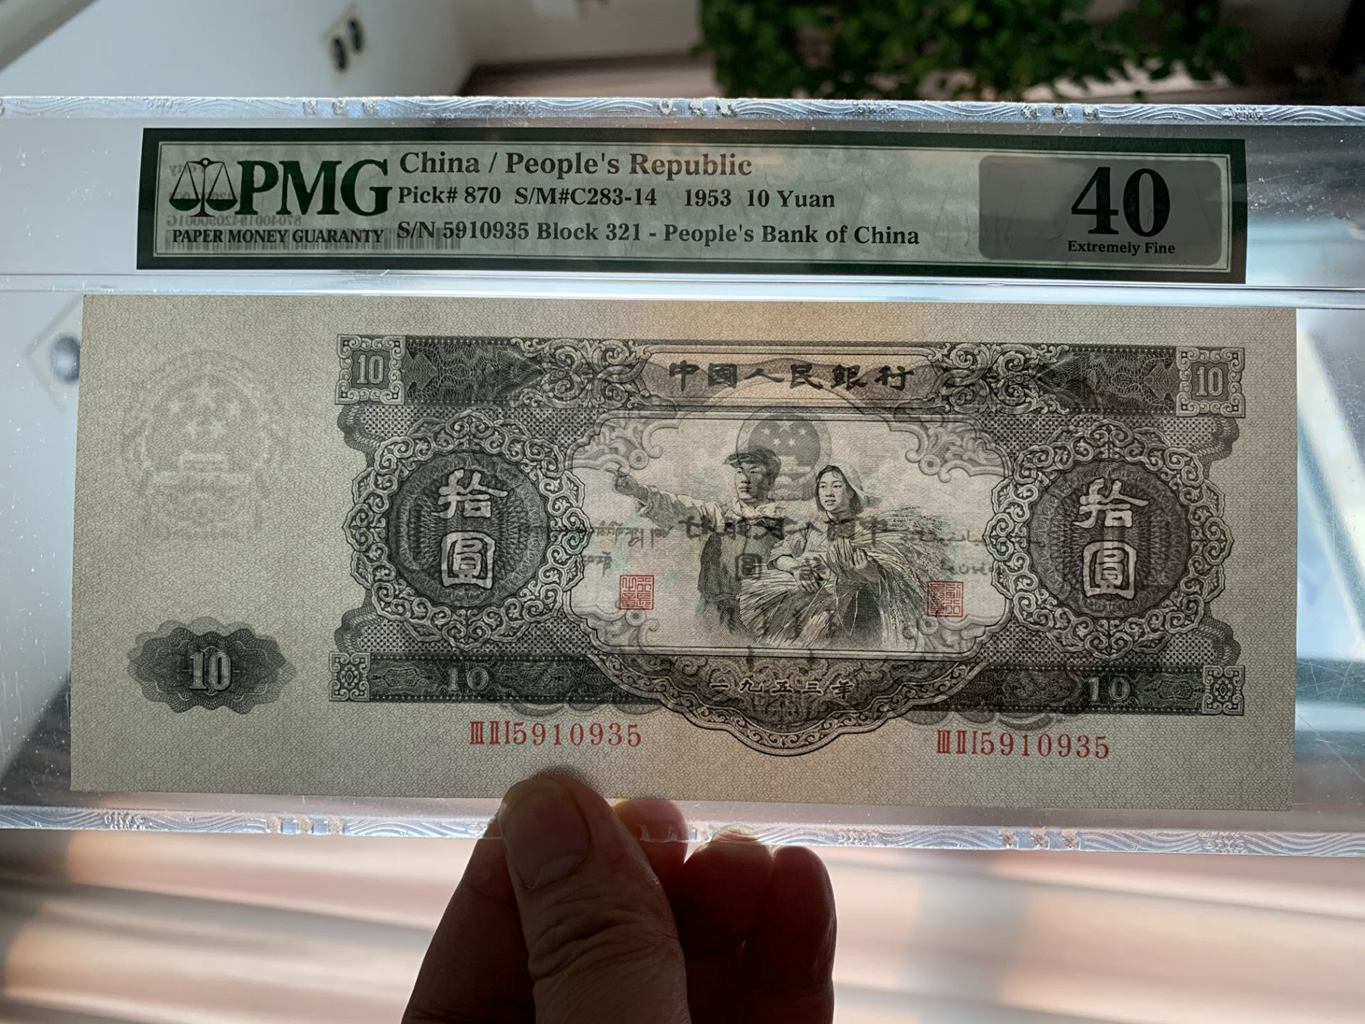 PMG
PAPER MONEY GUARANTY
China / People's Republic
Pick# 870 S/M#C283-14 1953 10 Yuan
S/N 5910935 Block 321 - People's Bank of China
40
Extremely Fine
10
中國人民銀行
10
拾圓
拾圓
10
10
一九五三年
10
ⅢⅡⅠ5910935
ⅢⅡⅠ5910935